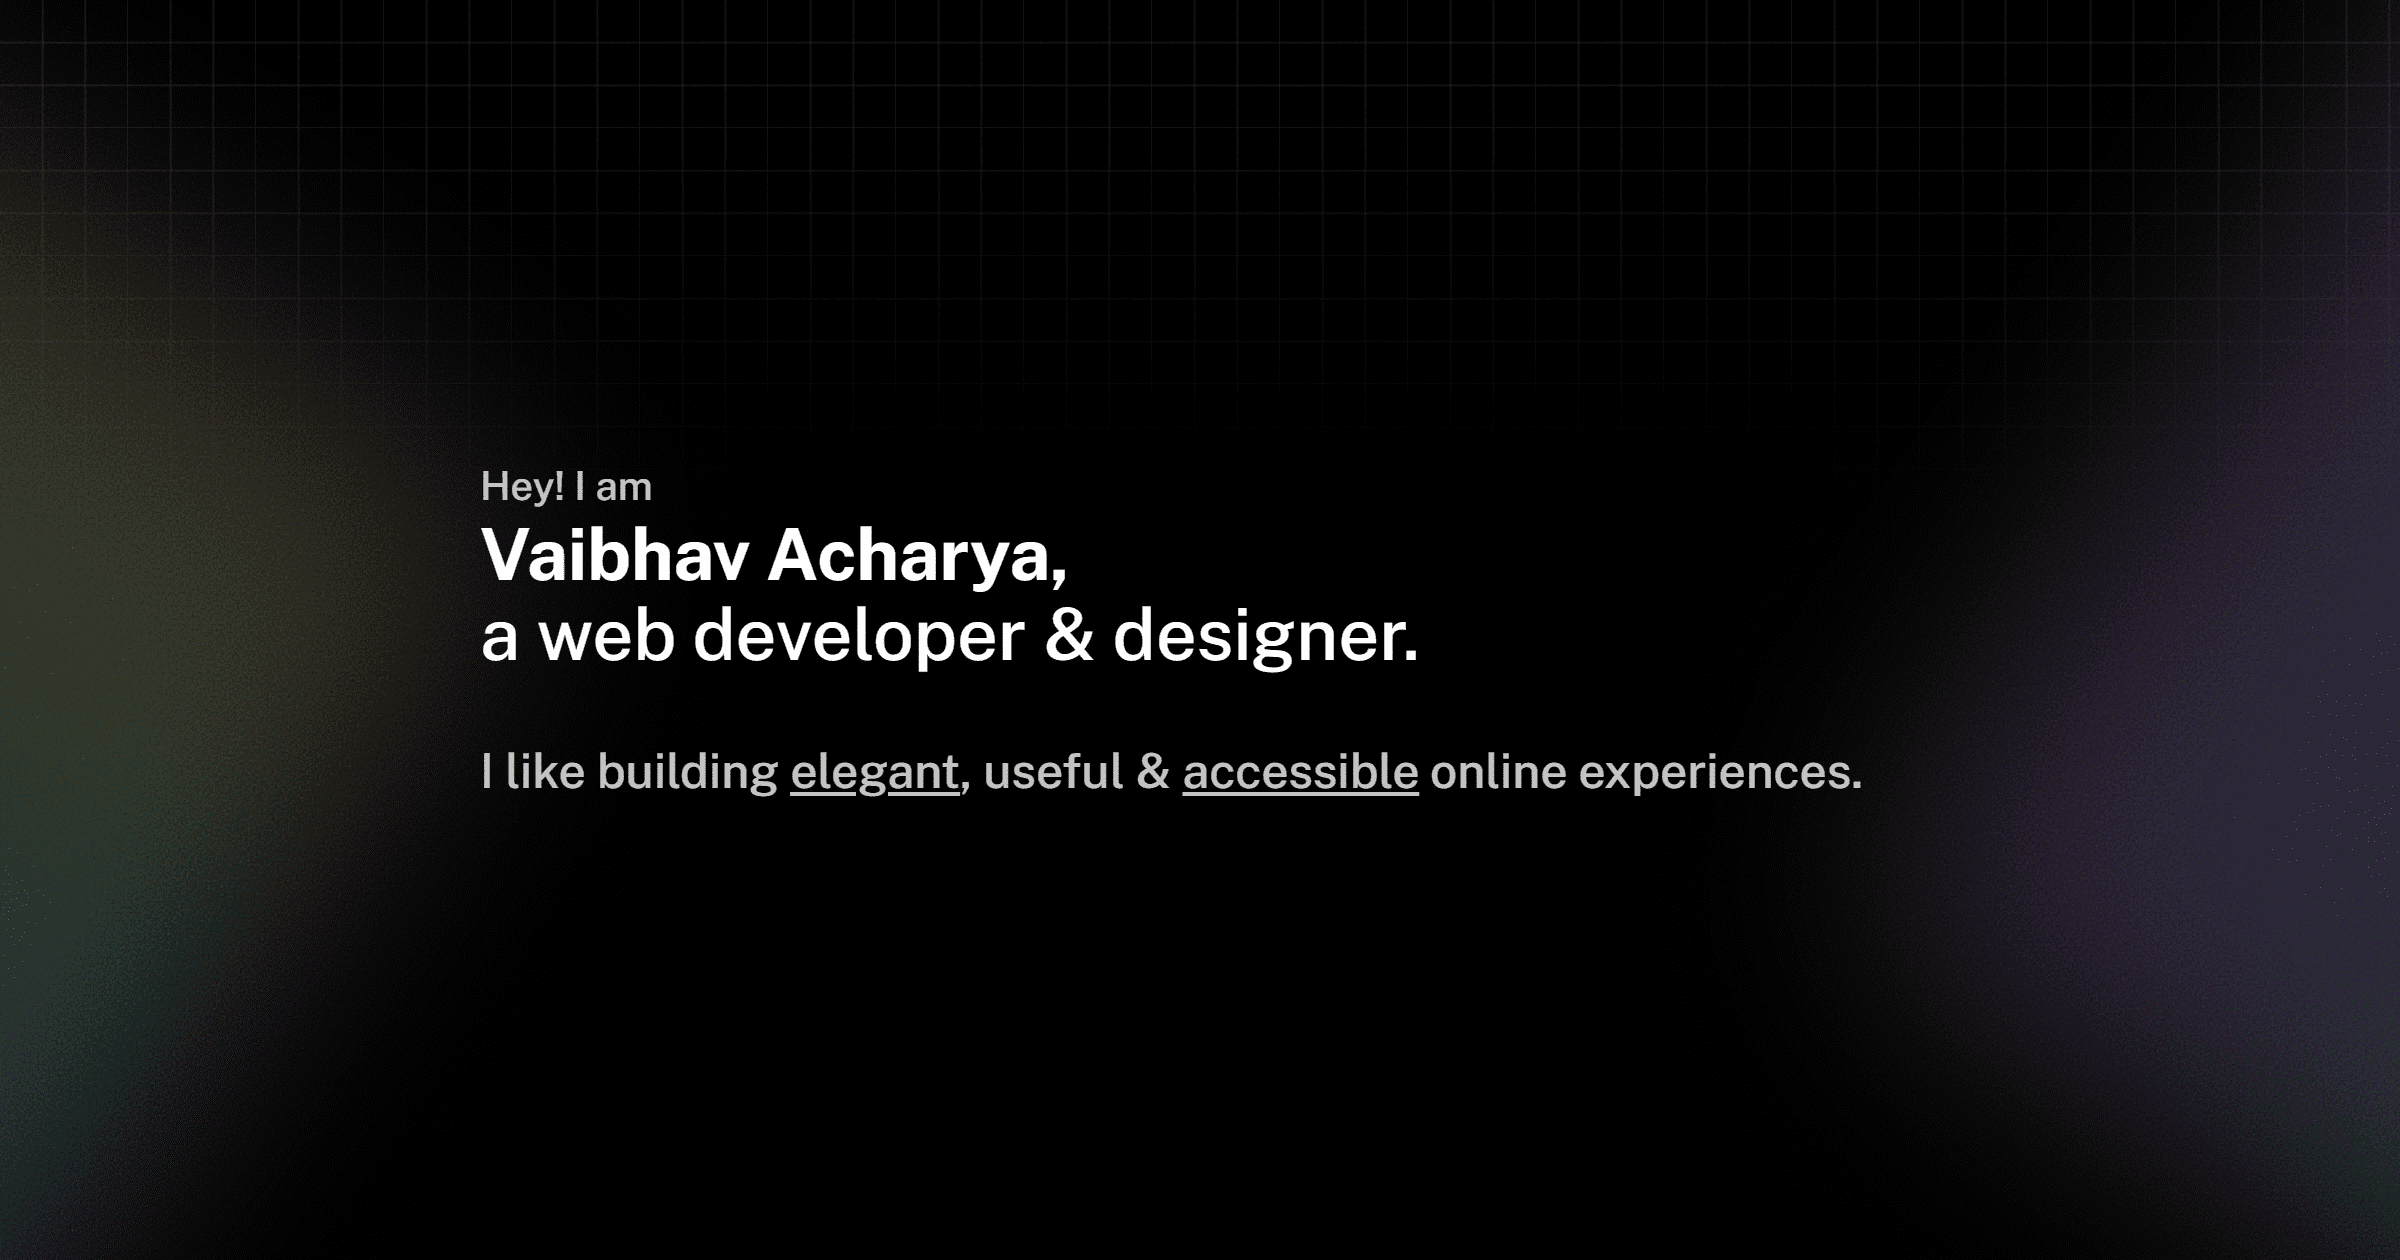 Hey! I am
Vaibhav Acharya,
a web developer & designer.
I like building elegant, useful & accessible online experiences.